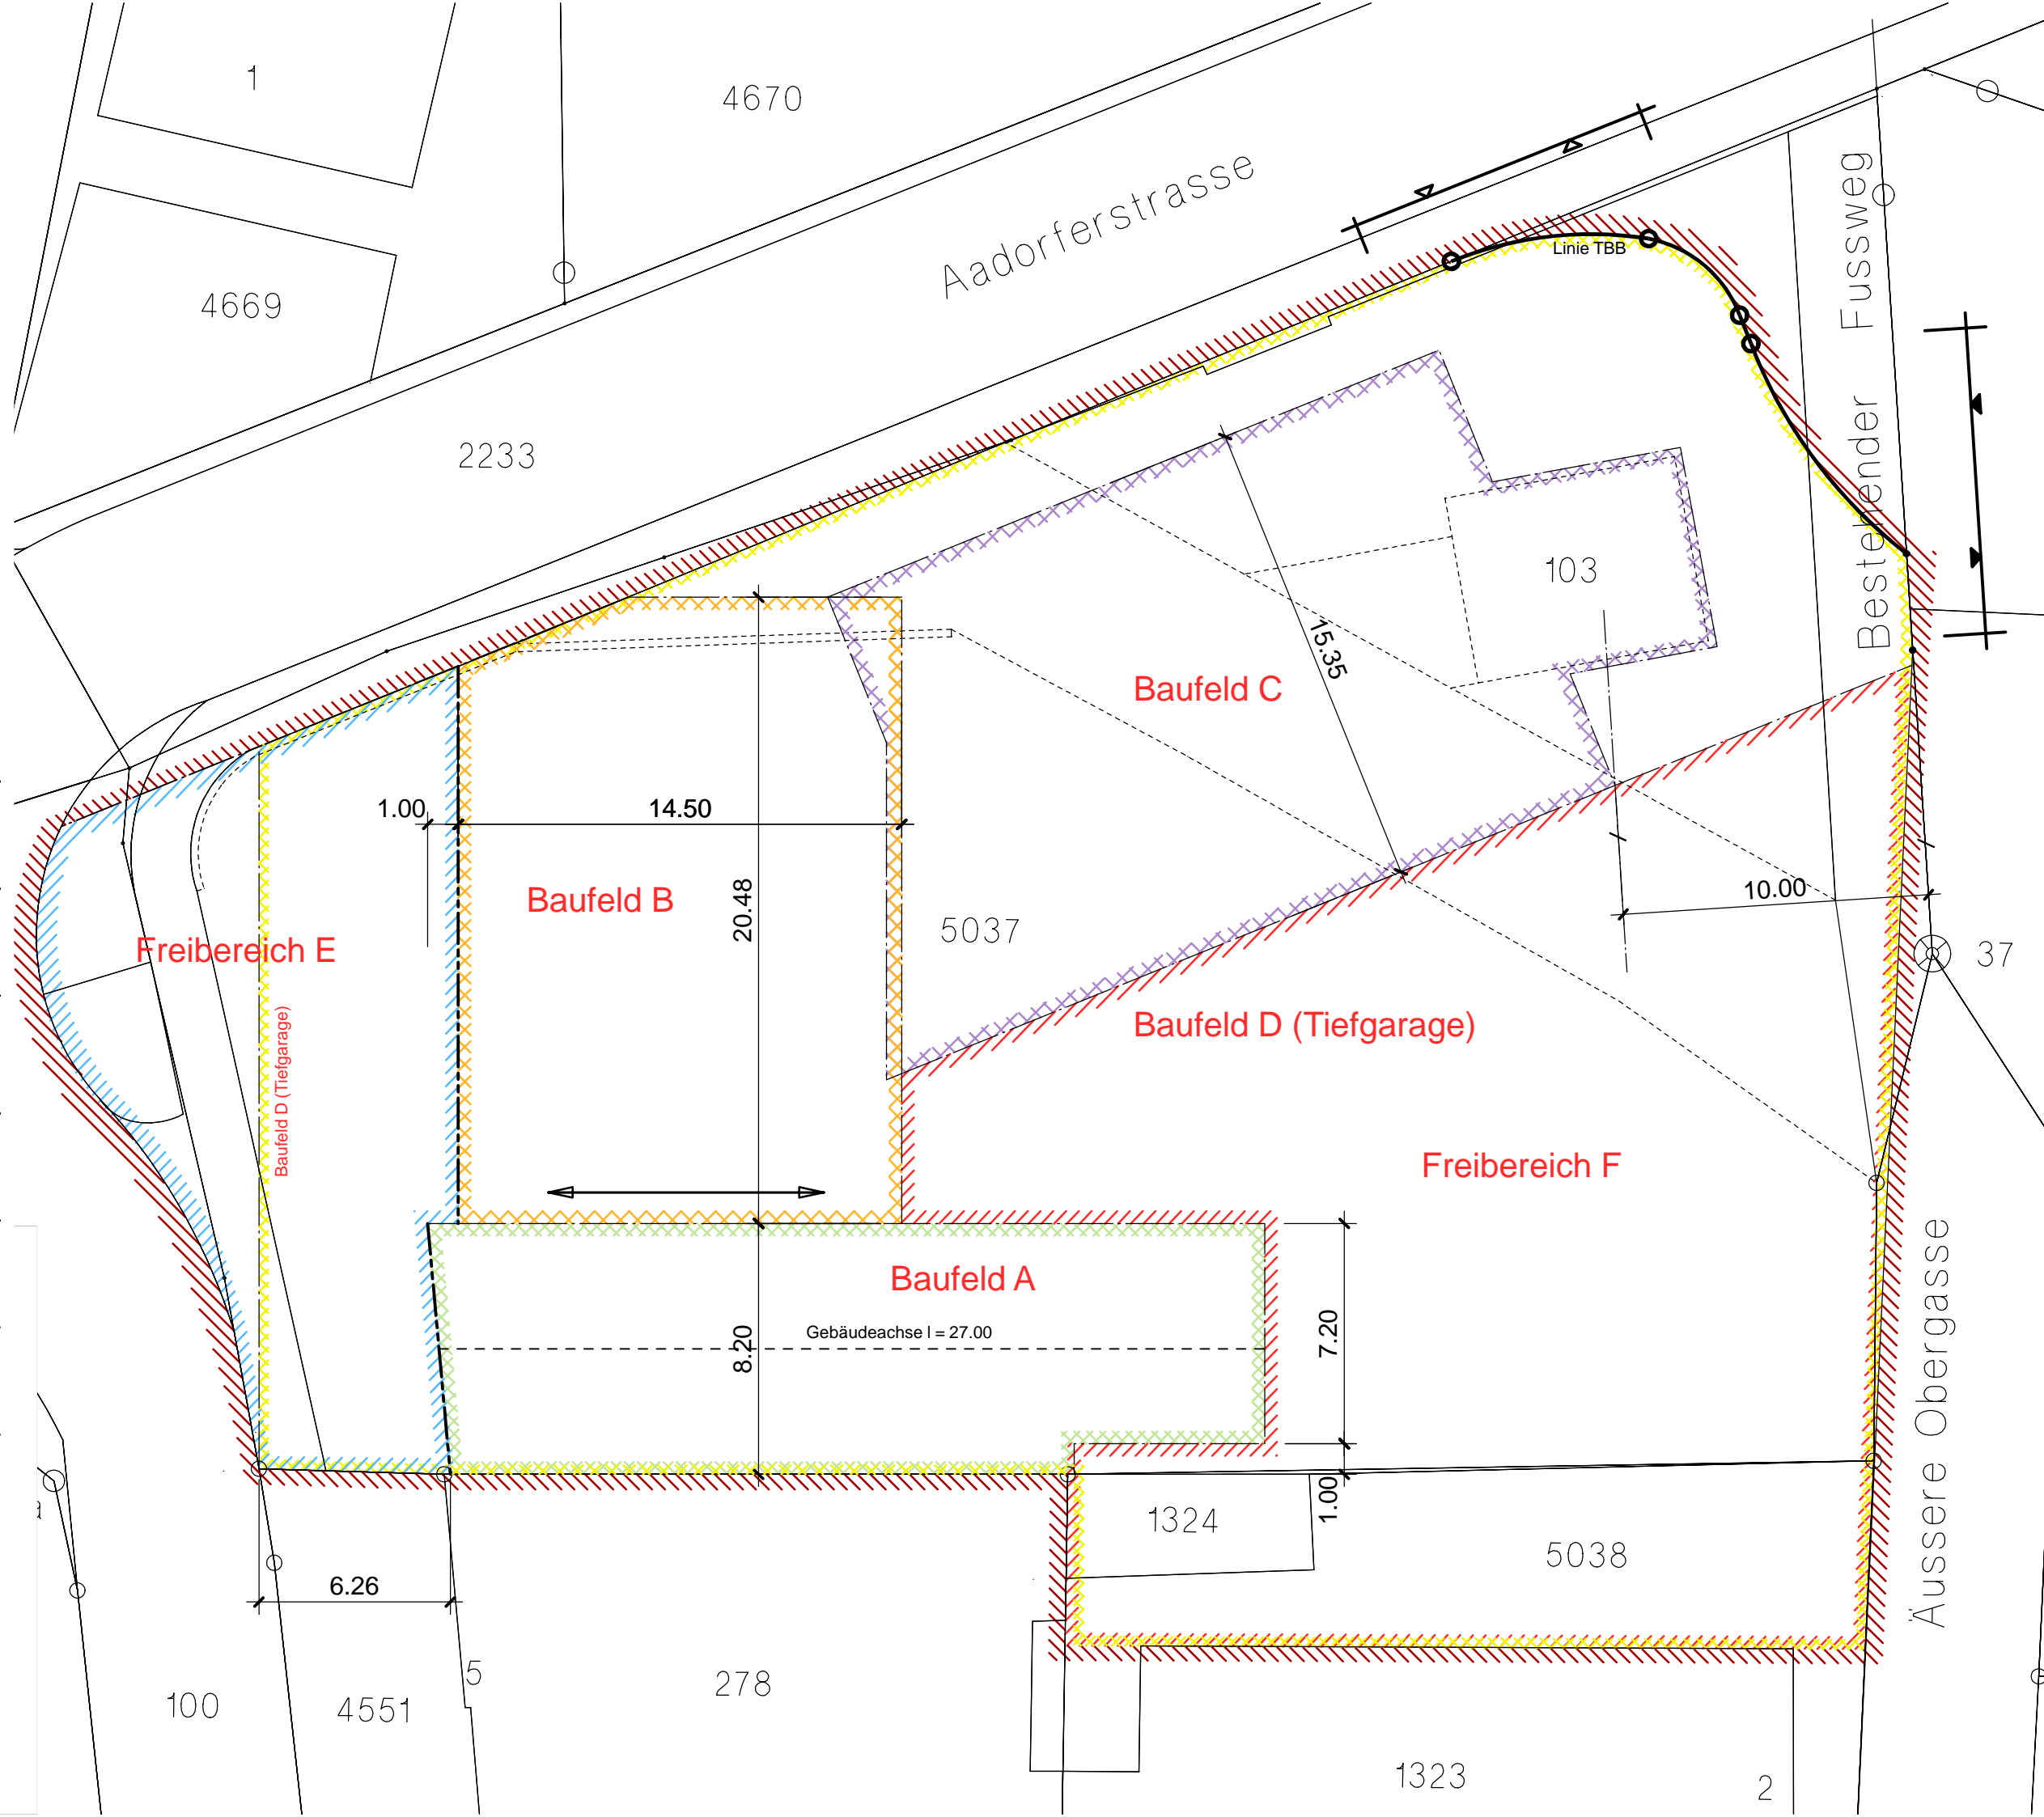 1
4670
Aadorferstrasse
Fussweg
4669
Linie TBB
2233
Bestehender
103
15.35
Baufeld C
1.00
14.50
Baufeld B
20.48
10.00
5037
Freibereich E
37
Baufeld D (Tiefgarage)
Baufeld D (Tiefgarage)
Freibereich F
Baufeld A
Gebäudeachse l = 27.00
8.20
7.20
Äussere Obergasse
1.00
1324
5038
6.26
5
278
100
4551
1323
2